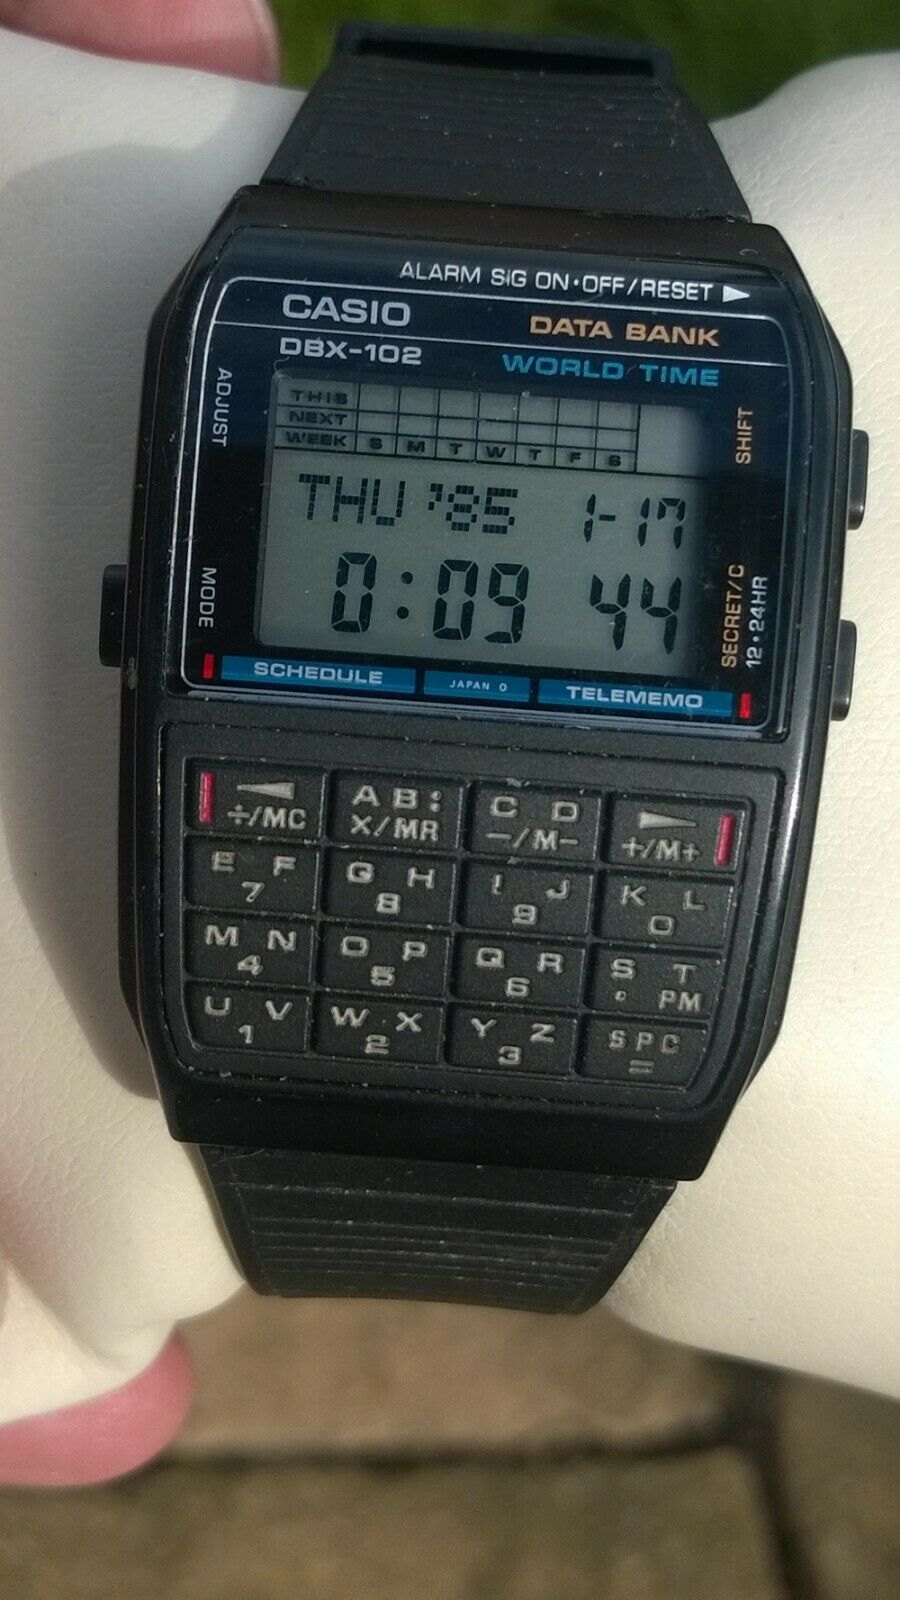 ALARM SIG ON•OFF/RESET ▶
CASIO
DATA BANK
DBX-102
WORLD TIME
ADJUST
MODE
SHIFT
SECRET/C
12•24HR
THIS
NEXT
WEEK S M T W T F S
THU '85 1-17
0:09 44
SCHEDULE
JAPAN O
TELEMEMO
◀ A B : C D ▶
÷/MC X/MR −/M− +/M+
E F G H I J K L
7 8 9 0
M N O P Q R S T
4 5 6 . PM
U V W X Y Z SPC
1 2 3 =